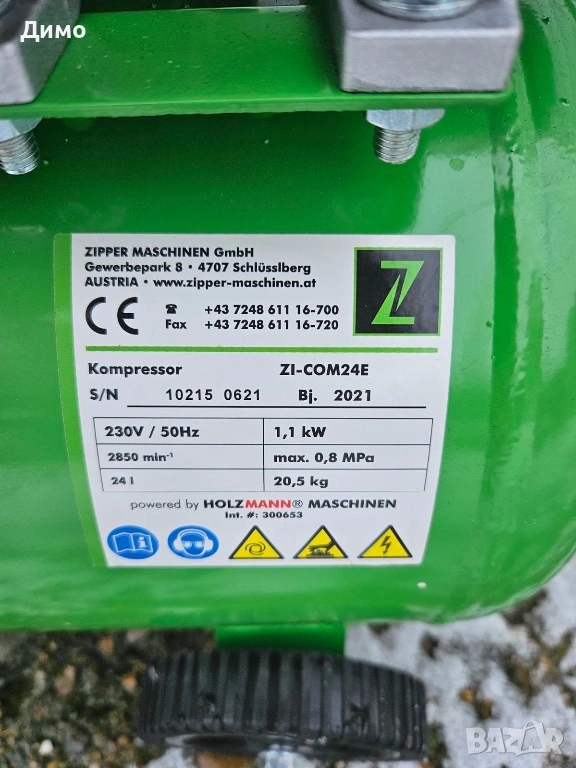 Димо
ZIPPER MASCHINEN GmbH
Gewerbepark 8 • 4707 Schlüsslberg
AUSTRIA • www.zipper-maschinen.at
CE ☎ +43 7248 611 16-700
Fax +43 7248 611 16-720
Z
Kompressor ZI-COM24E
S/N 10215 0621 Bj. 2021
230V / 50Hz 1,1 kW
2850 min⁻¹ max. 0,8 MPa
24 l 20,5 kg
powered by HOLZMANN® MASCHINEN
Int. #: 300653
BAZAR